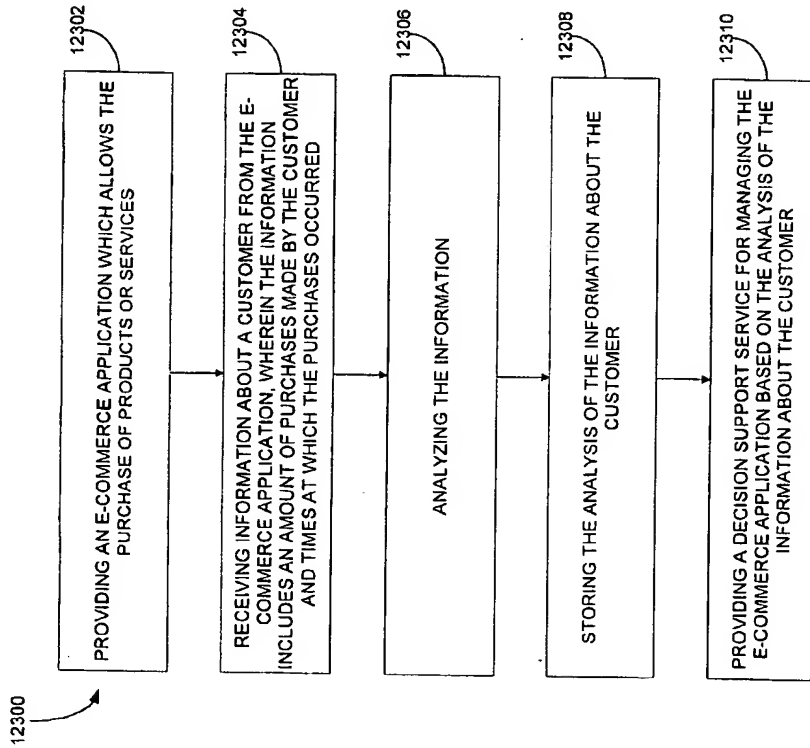 12300
12302
PROVIDING AN E-COMMERCE APPLICATION WHICH ALLOWS THE
PURCHASE OF PRODUCTS OR SERVICES
12304
RECEIVING INFORMATION ABOUT A CUSTOMER FROM THE E-
COMMERCE APPLICATION, WHEREIN THE INFORMATION
INCLUDES AN AMOUNT OF PURCHASES MADE BY THE CUSTOMER
AND TIMES AT WHICH THE PURCHASES OCCURRED
12306
ANALYZING THE INFORMATION
12308
STORING THE ANALYSIS OF THE INFORMATION ABOUT THE
CUSTOMER
12310
PROVIDING A DECISION SUPPORT SERVICE FOR MANAGING THE
E-COMMERCE APPLICATION BASED ON THE ANALYSIS OF THE
INFORMATION ABOUT THE CUSTOMER